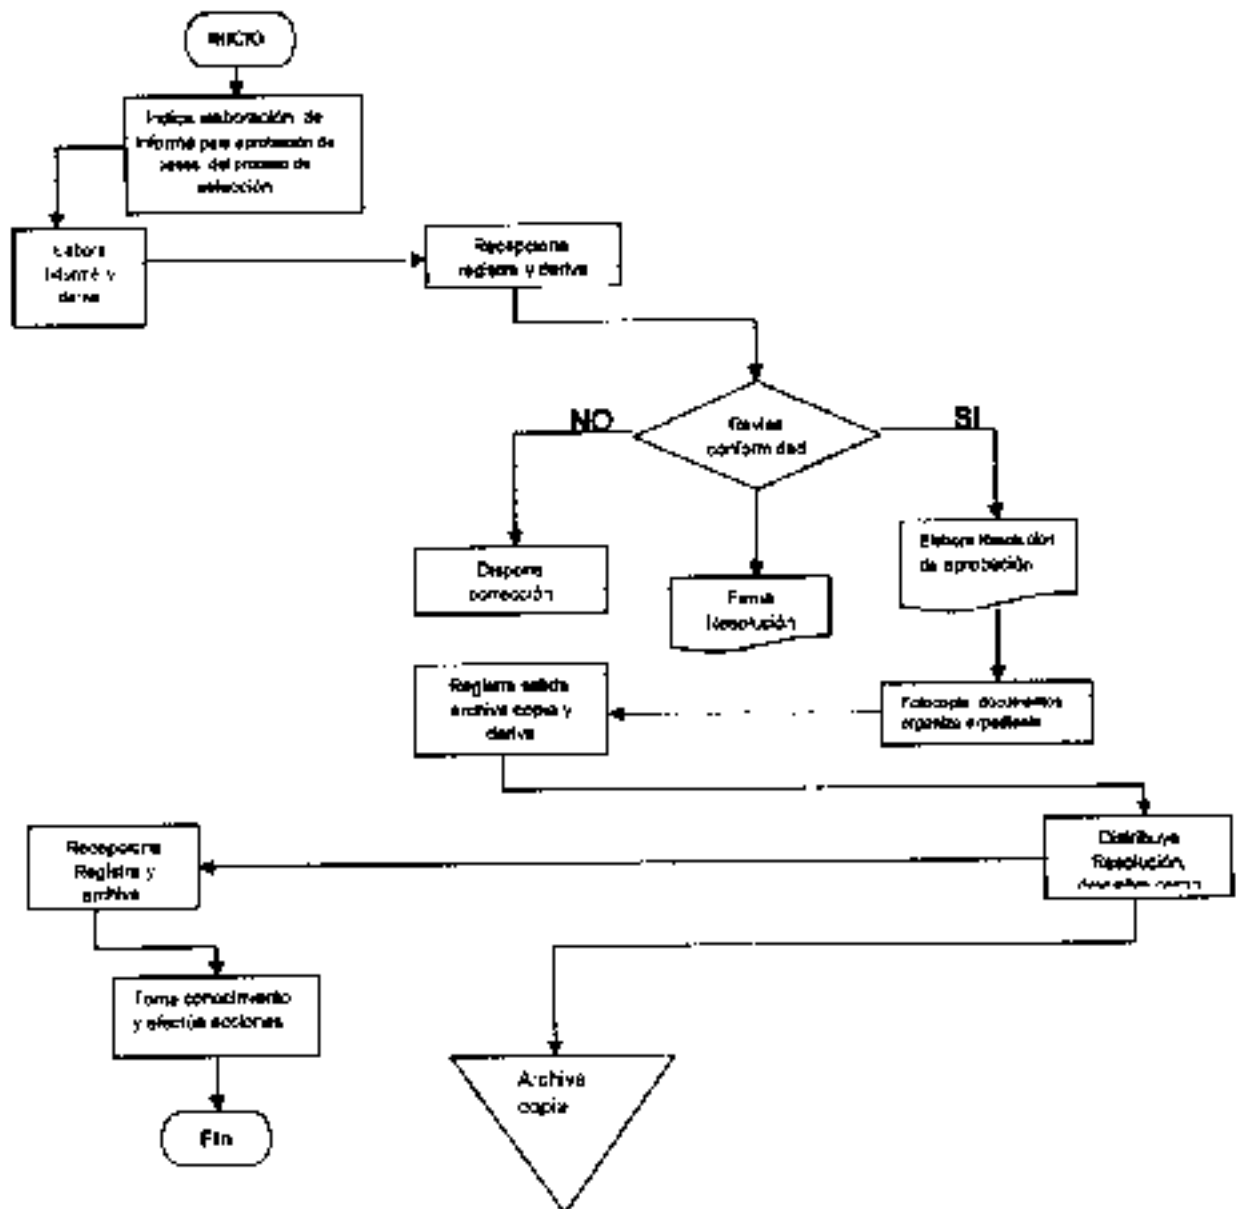 INICIO
Indica elaboración de
informe para aprobación de
bases del proceso de
selección
Elabora
informe y
deriva
Recepciona
registra y deriva
NO
Revisa
conformidad
SI
Dispone
corrección
Firma
Resolución
Elabora Resolución
de aprobación
Registra salida
archiva copia y
deriva
Fotocopia documentos
organiza expediente
Recepciona
Registra y
archiva
Distribuye
Resolución,
Toma conocimiento
y efectúa acciones
Archiva
copia
Fin